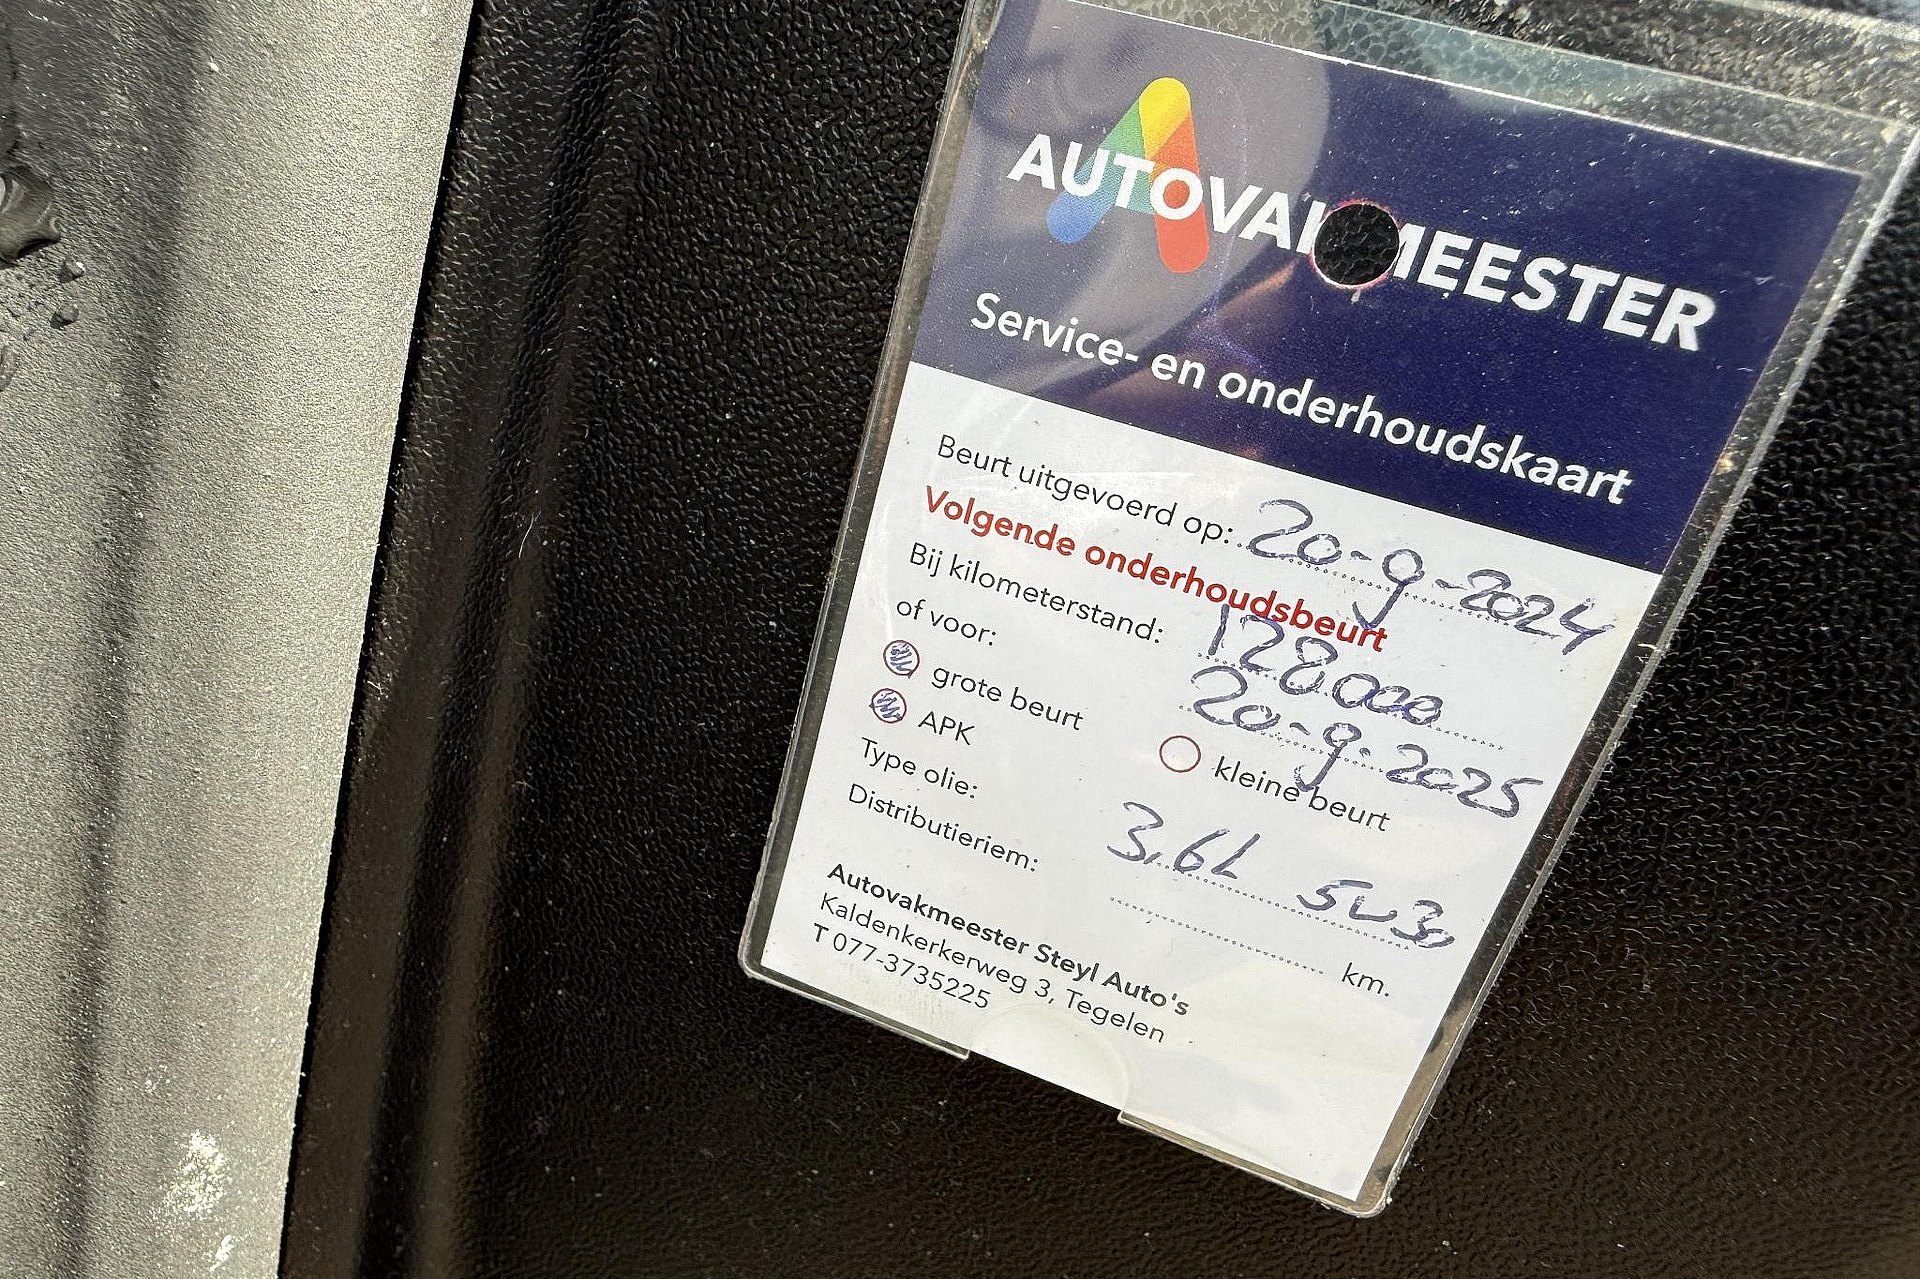 AUTOVAKMEESTER
Service- en onderhoudskaart
Beurt uitgevoerd op: 20-9-2024
Volgende onderhoudsbeurt
Bij kilometerstand: 128000
of voor: 20-9-2025
grote beurt kleine beurt
APK
Type olie: 3,6L 5w30
Distributieriem: km.
Autovakmeester Steyl Auto's
Kaldenkerkerweg 3, Tegelen
T 077-3735225